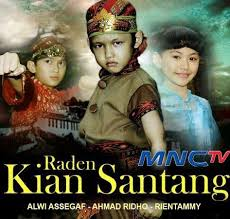 Raden
MNCTV
Kian Santang
ALWI ASSEGAF - AHMAD RIDHO - RIENTAMMY